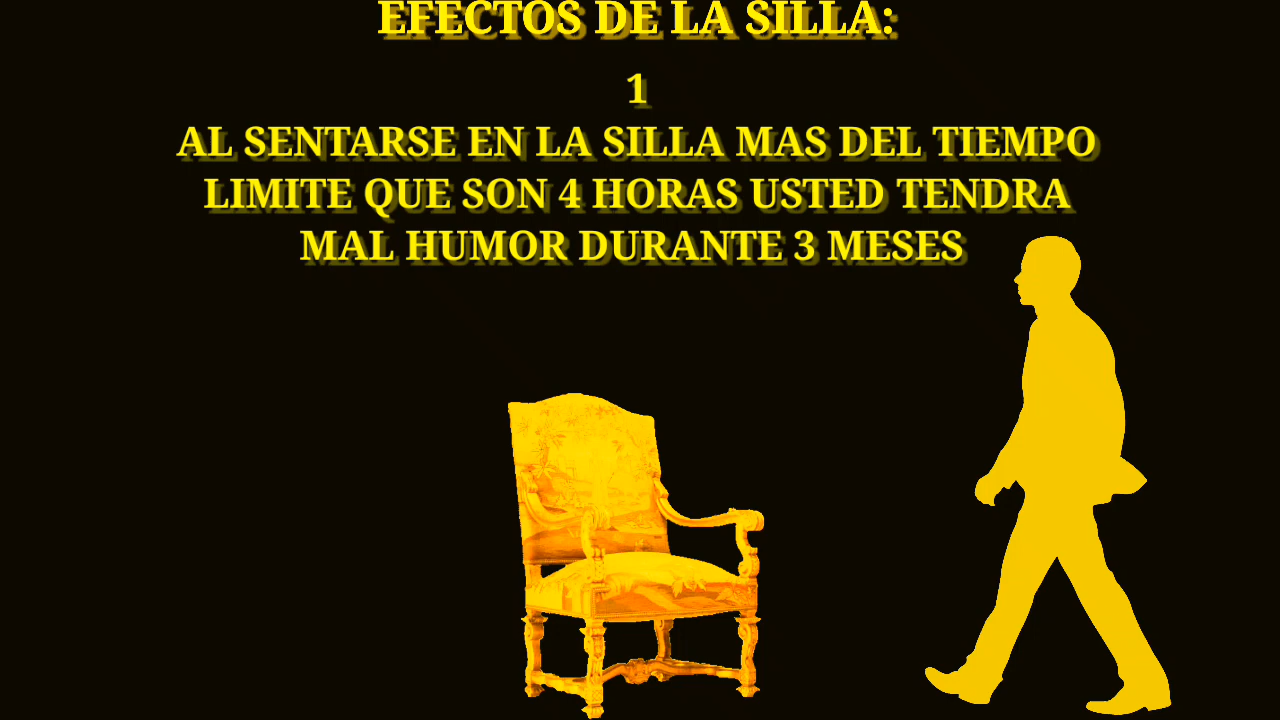 EFECTOS DE LA SILLA:
1
AL SENTARSE EN LA SILLA MAS DEL TIEMPO
LIMITE QUE SON 4 HORAS USTED TENDRA
MAL HUMOR DURANTE 3 MESES